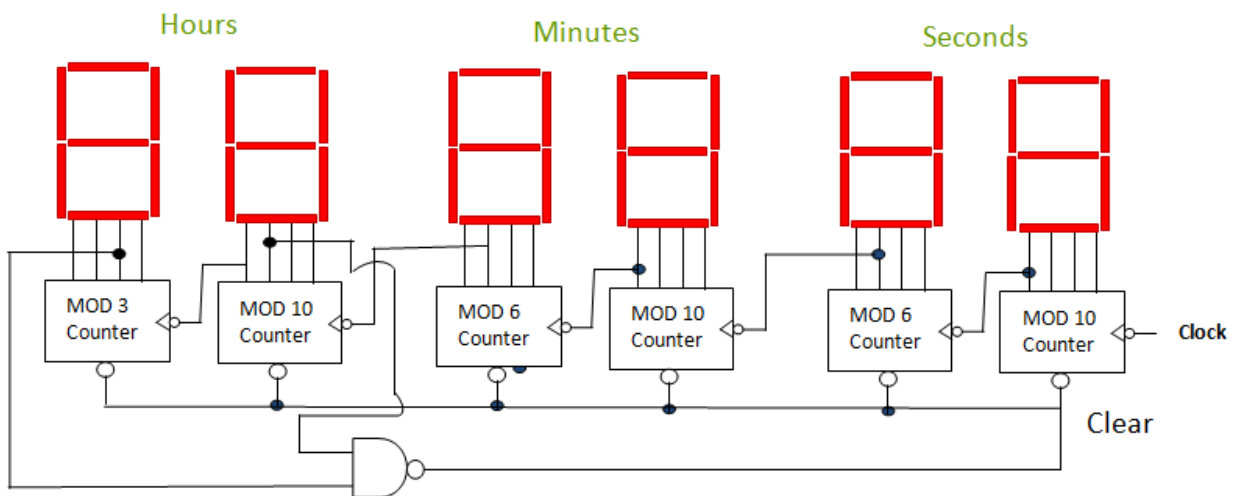 Hours
Minutes
Seconds
MOD 3
Counter
MOD 10
Counter
MOD 6
Counter
MOD 10
Counter
MOD 6
Counter
MOD 10
Counter
Clock
Clear